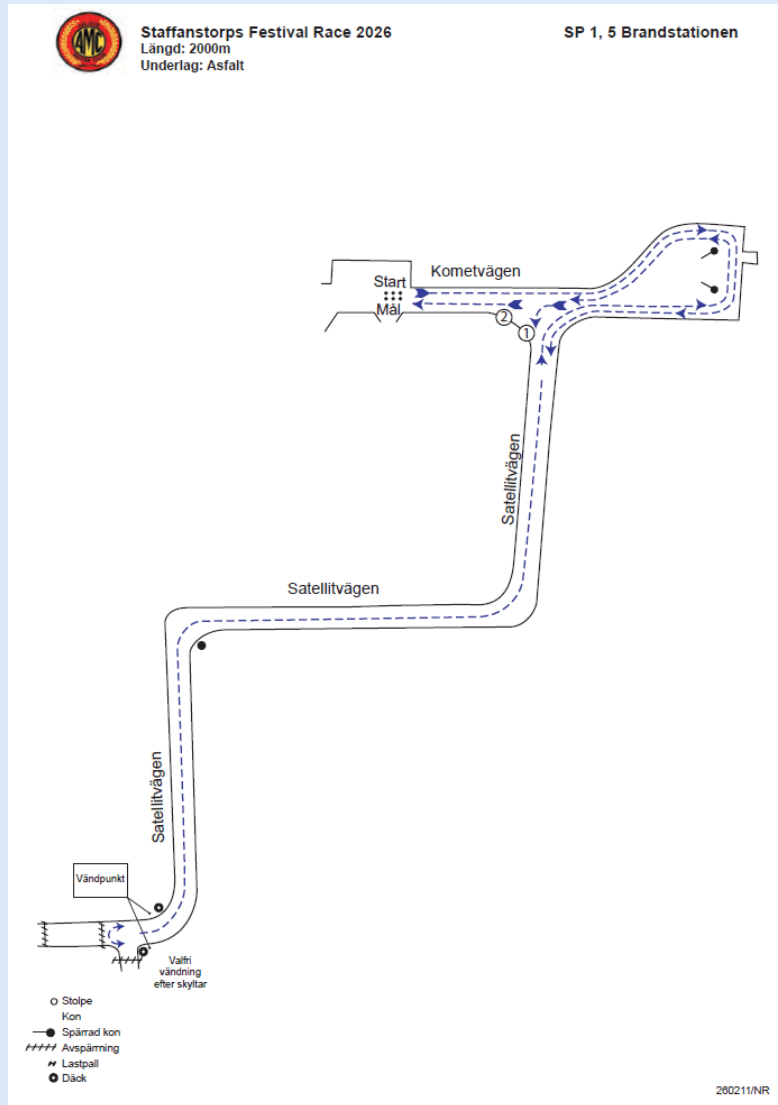 AMC
Staffanstorps Festival Race 2026
SP 1, 5 Brandstationen
Längd: 2000m
Underlag: Asfalt
Kometvägen
Start
Mål
2
1
Satellitvägen
Satellitvägen
Satellitvägen
Vändpunkt
Valfri
vändning
efter skyltar
Stolpe
Kon
Spärrad kon
Avspärrning
Lastpall
Däck
260211/NR